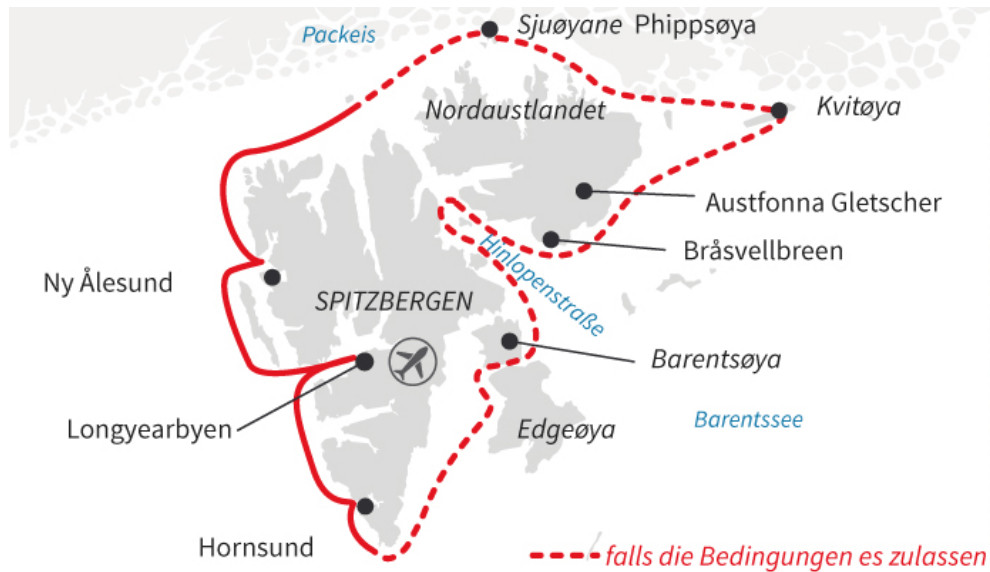 Packeis
Sjuøyane Phippsøya
Nordaustlandet
Kvitøya
Austfonna Gletscher
Bråsvellbreen
Hinlopenstraße
Ny Ålesund
SPITZBERGEN
Barentsøya
Longyearbyen
Edgeøya
Barentssee
Hornsund
falls die Bedingungen es zulassen